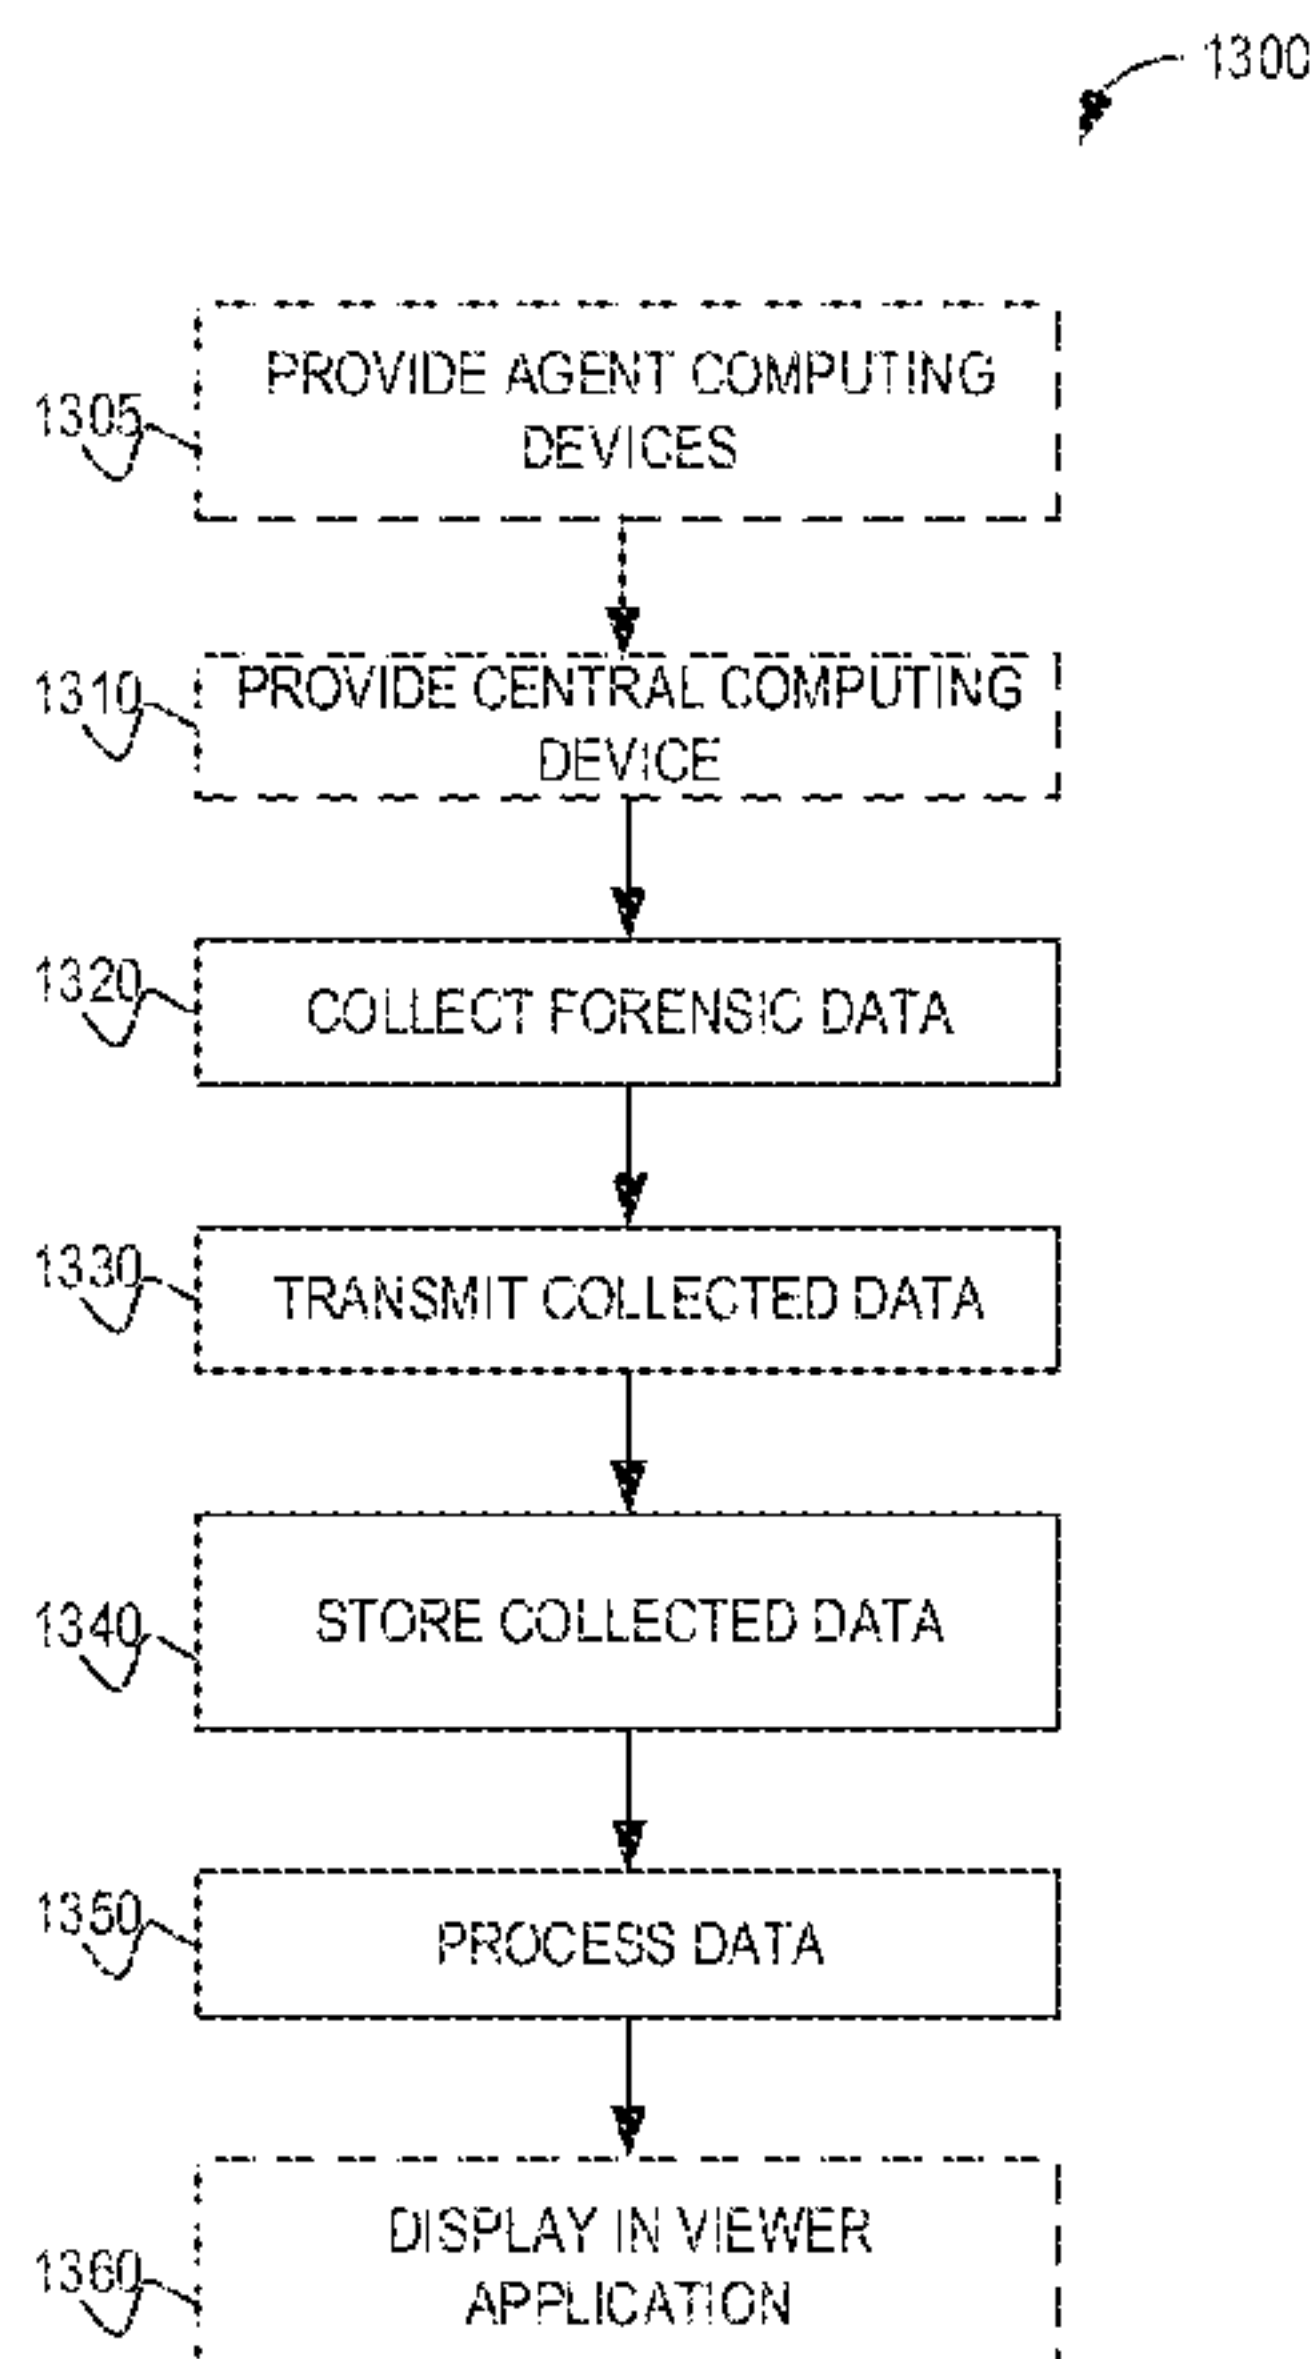 1300
PROVIDE AGENT COMPUTING
DEVICES
1305
PROVIDE CENTRAL COMPUTING
DEVICE
1310
COLLECT FORENSIC DATA
1320
TRANSMIT COLLECTED DATA
1330
STORE COLLECTED DATA
1340
PROCESS DATA
1350
DISPLAY IN VIEWER
APPLICATION
1360